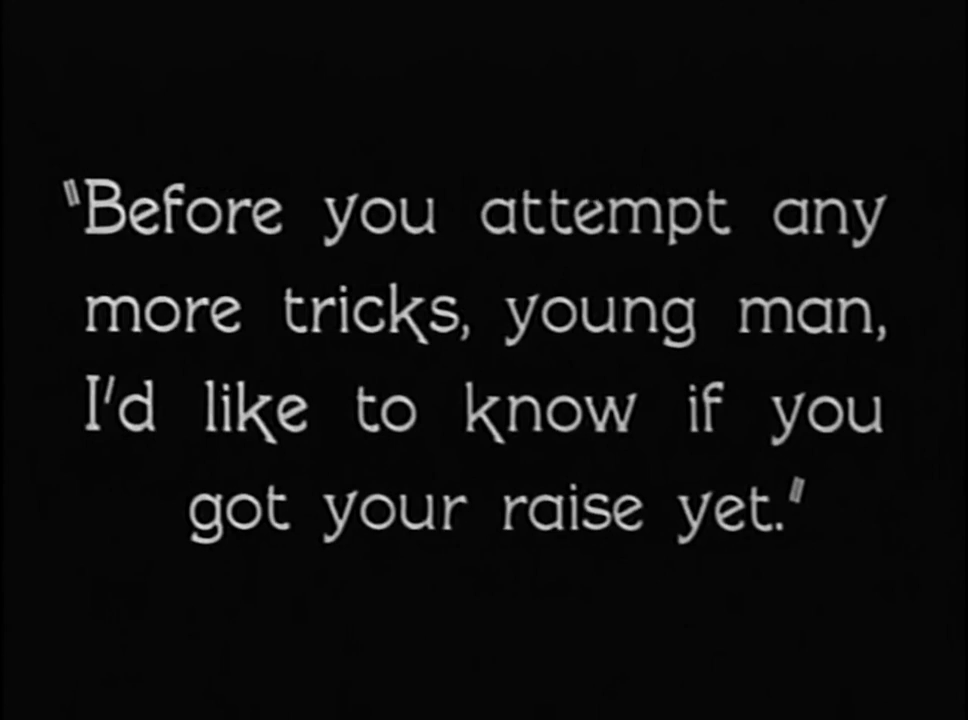 "Before you attempt any
more tricks, young man,
I'd like to know if you
got your raise yet."